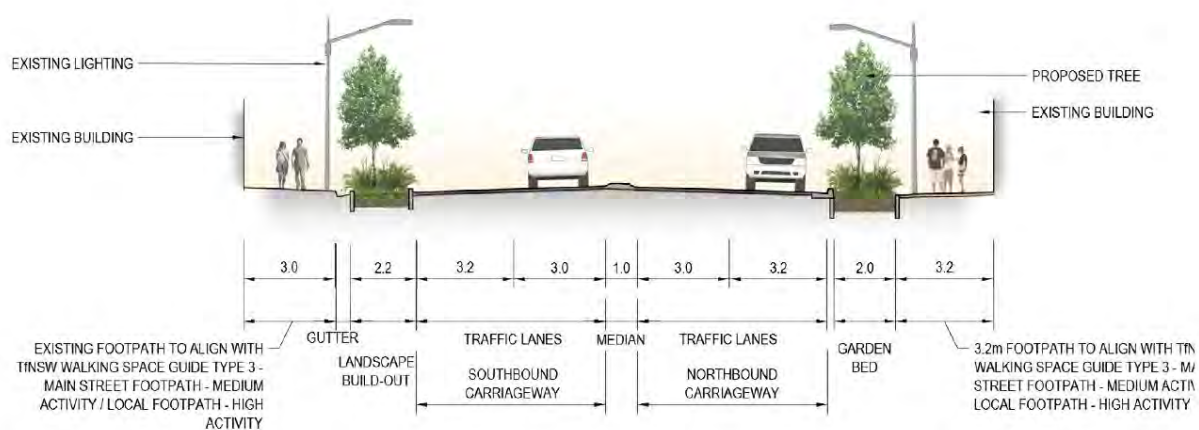 EXISTING LIGHTING
EXISTING BUILDING
PROPOSED TREE
EXISTING BUILDING
3.0
2.2
3.2
3.0
1.0
3.0
3.2
2.0
3.2
GUTTER
EXISTING FOOTPATH TO ALIGN WITH
TfNSW WALKING SPACE GUIDE TYPE 3 -
MAIN STREET FOOTPATH - MEDIUM
ACTIVITY / LOCAL FOOTPATH - HIGH
ACTIVITY
LANDSCAPE
BUILD-OUT
TRAFFIC LANES
SOUTHBOUND
CARRIAGEWAY
MEDIAN
TRAFFIC LANES
NORTHBOUND
CARRIAGEWAY
GARDEN
BED
3.2m FOOTPATH TO ALIGN WITH
WALKING SPACE GUIDE TYPE 3 -
STREET FOOTPATH - MEDIUM
LOCAL FOOTPATH - HIGH ACTIVITY